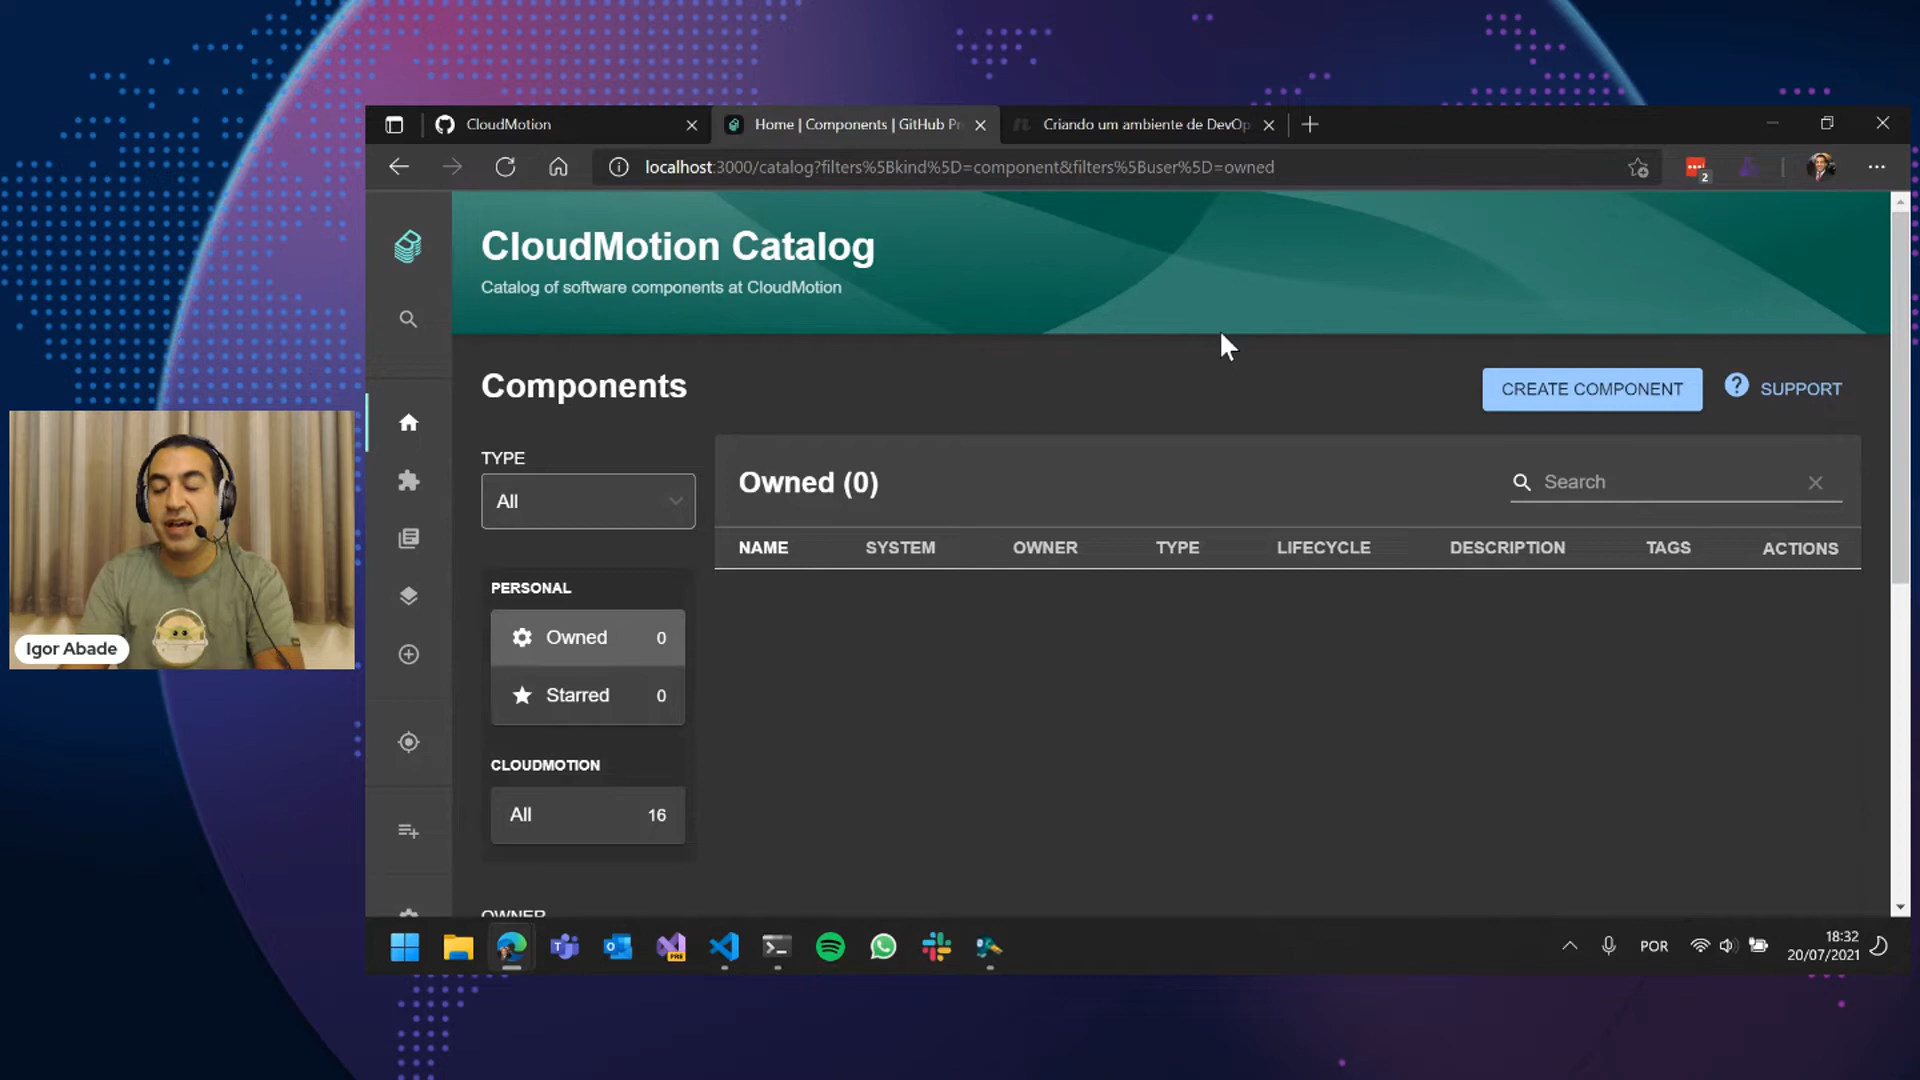 CloudMotion
Home | Components | GitHub Pr
Criando um ambiente de DevOp
localhost:3000/catalog?filters%5Bkind%5D=component&filters%5Buser%5D=owned
2
CloudMotion Catalog
Catalog of software components at CloudMotion
Components
CREATE COMPONENT
SUPPORT
TYPE
All
Owned (0)
Search
NAME SYSTEM OWNER TYPE LIFECYCLE DESCRIPTION TAGS ACTIONS
PERSONAL
Owned 0
Starred 0
CLOUDMOTION
All 16
OWNER
Igor Abade
PRE
POR
18:32
20/07/2021